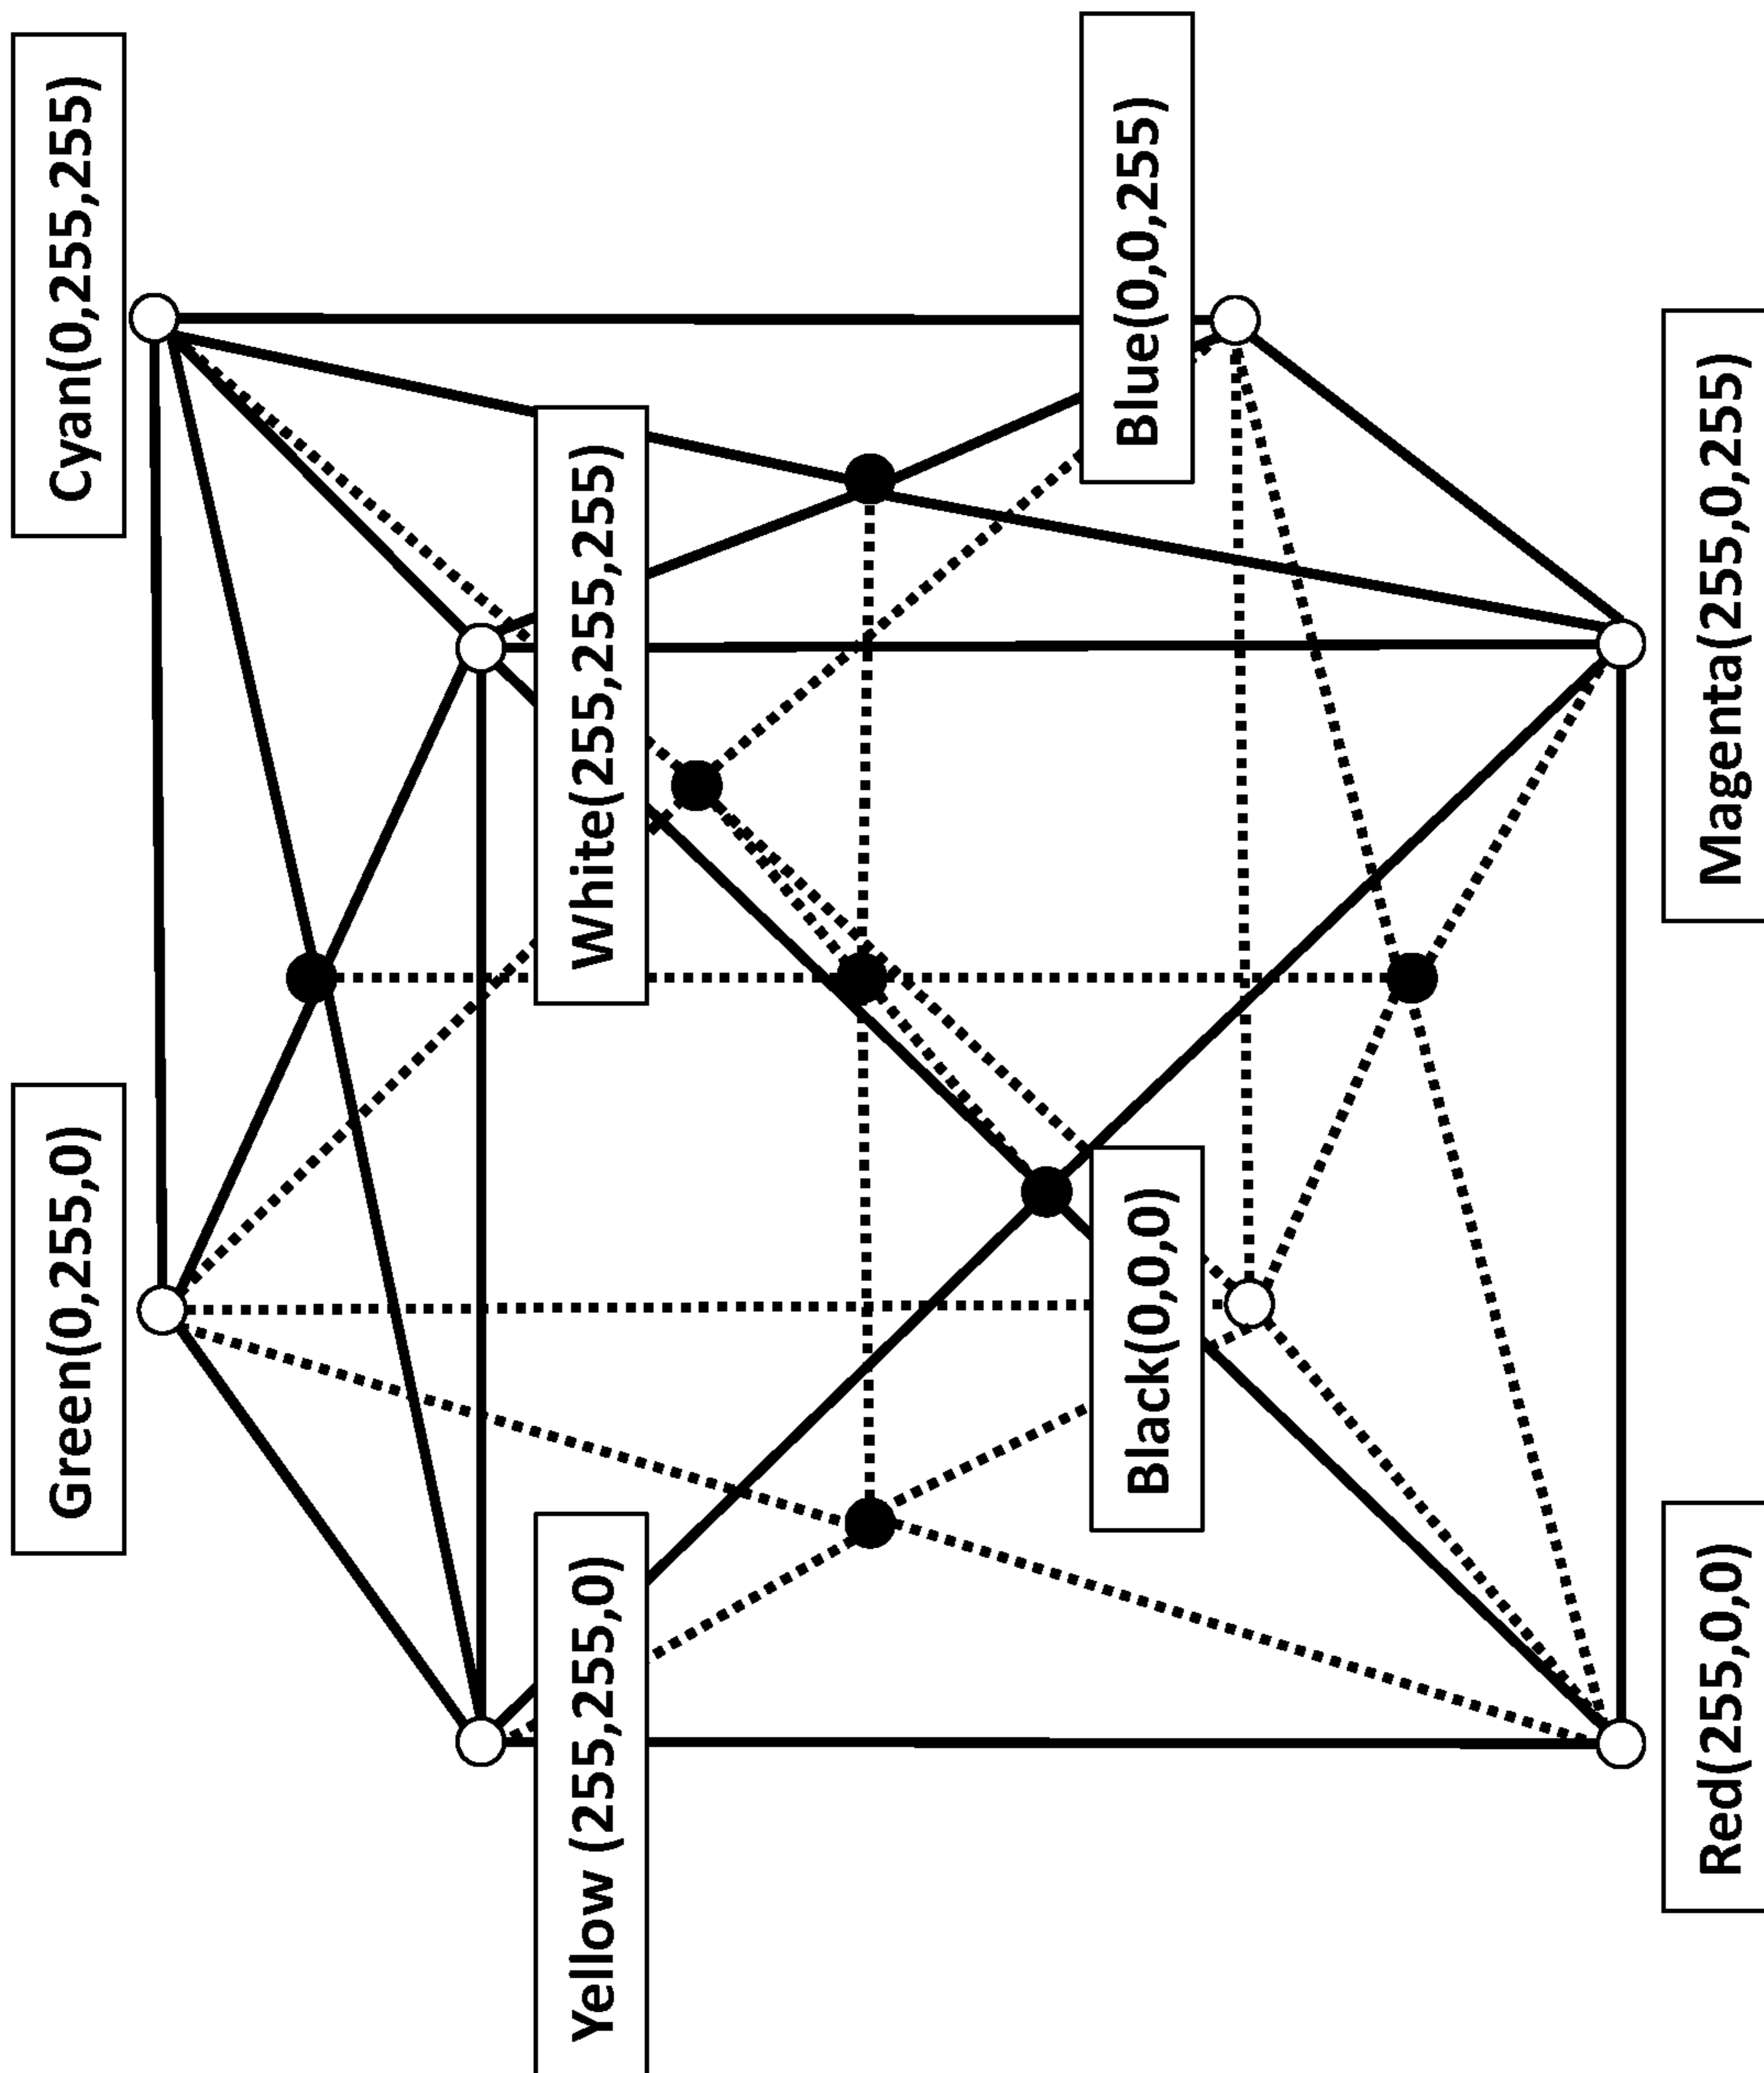 Green(0,255,0)
Cyan(0,255,255)
Yellow (255,255,0)
White(255,255,255)
Black(0,0,0)
Blue(0,0,255)
Red(255,0,0)
Magenta(255,0,255)